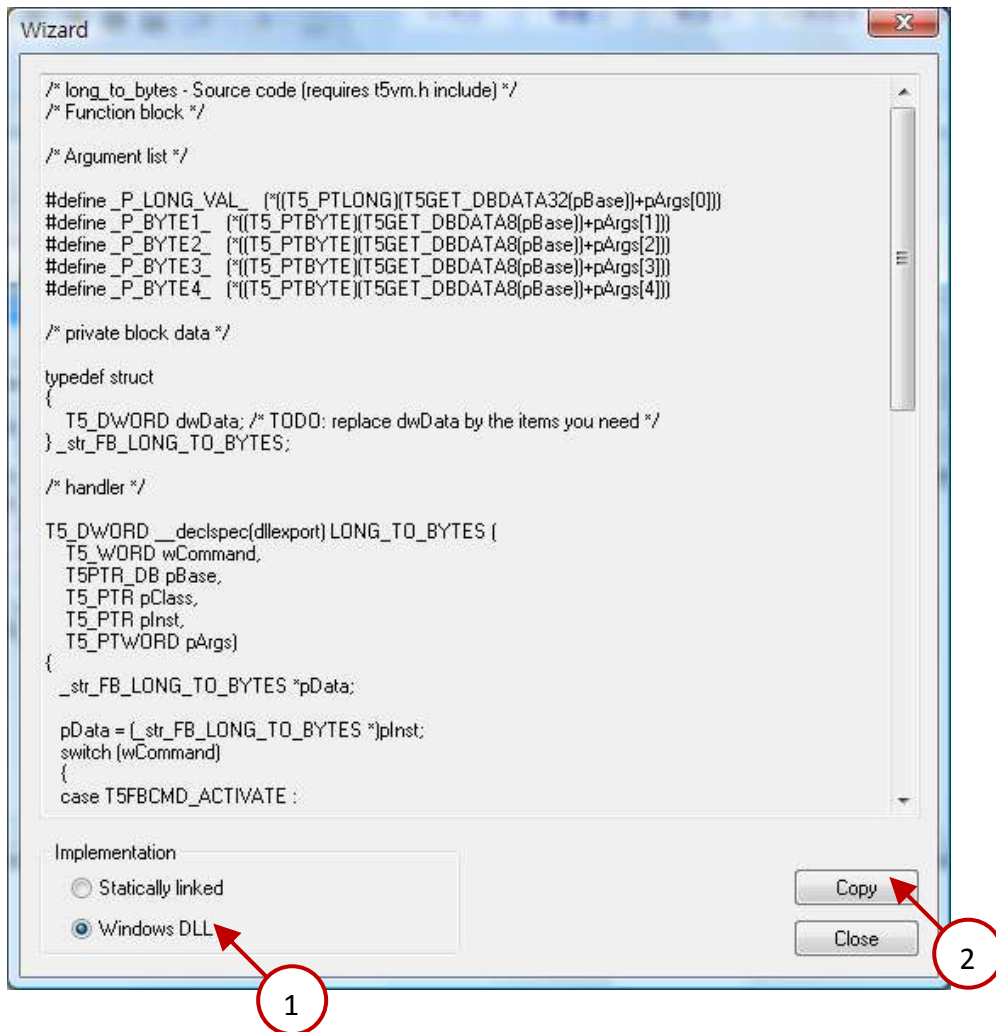 Wizard
/* long_to_bytes - Source code (requires t5vm.h include) */
/* Function block */
/* Argument list */
#define _P_LONG_VAL_ (*((T5_PTLONG)(T5GET_DBDATA32(pBase))+pArgs[0]))
#define _P_BYTE1_ (*((T5_PTBYTE)(T5GET_DBDATA8(pBase))+pArgs[1]))
#define _P_BYTE2_ (*((T5_PTBYTE)(T5GET_DBDATA8(pBase))+pArgs[2]))
#define _P_BYTE3_ (*((T5_PTBYTE)(T5GET_DBDATA8(pBase))+pArgs[3]))
#define _P_BYTE4_ (*((T5_PTBYTE)(T5GET_DBDATA8(pBase))+pArgs[4]))
/* private block data */
typedef struct
{
T5_DWORD dwData; /* TODO: replace dwData by the items you need */
} _str_FB_LONG_TO_BYTES;
/* handler */
T5_DWORD __declspec(dllexport) LONG_TO_BYTES (
T5_WORD wCommand,
T5PTR_DB pBase,
T5_PTR pClass,
T5_PTR pInst,
T5_PTWORD pArgs)
{
_str_FB_LONG_TO_BYTES *pData;
pData = (_str_FB_LONG_TO_BYTES *)pInst;
switch (wCommand)
{
case T5FBCMD_ACTIVATE :
Implementation
Statically linked
Windows DLL
Copy
Close
1
2